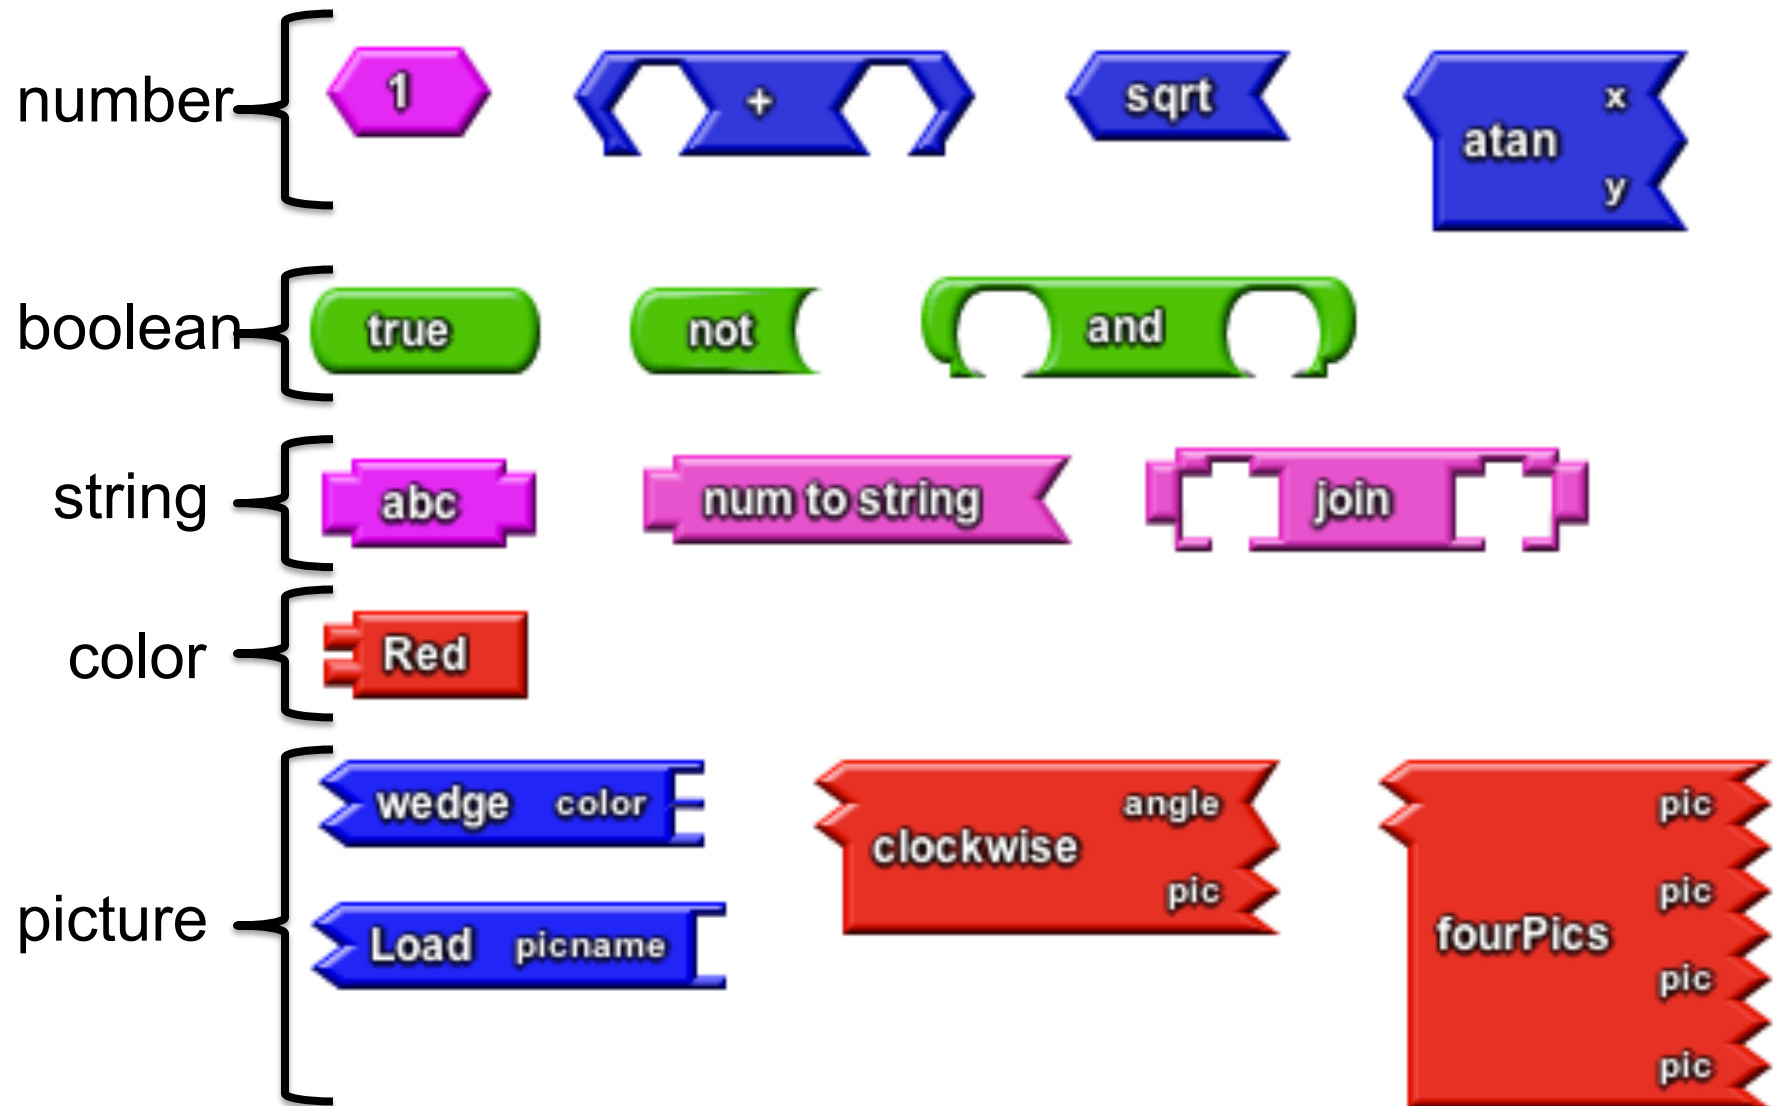 number
1
+
sqrt
atan
x
y
boolean
true
not
and
string
abc
num to string
join
color
Red
picture
wedge color
Load picname
clockwise
angle
pic
fourPics
pic
pic
pic
pic